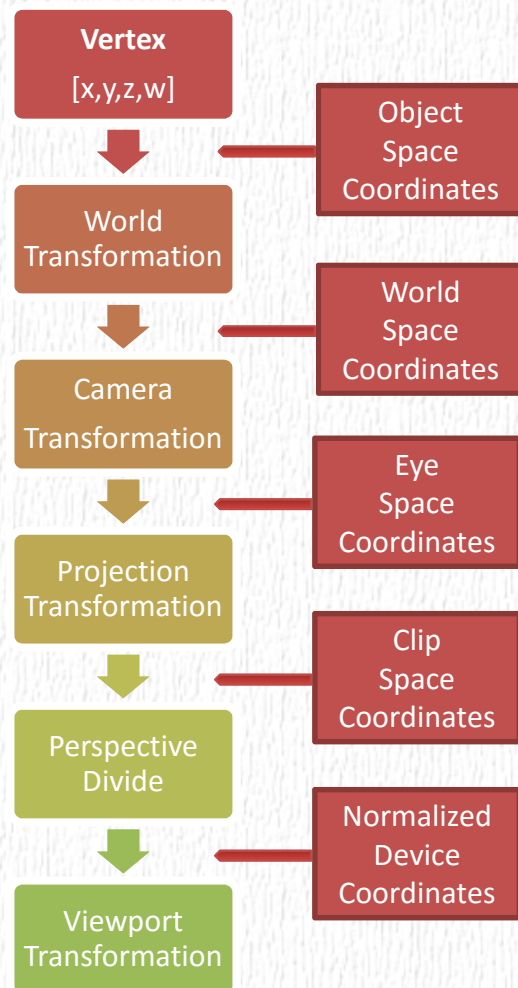 Vertex
[x,y,z,w]
Object
Space
Coordinates
World
Transformation
World
Space
Coordinates
Camera
Transformation
Eye
Space
Coordinates
Projection
Transformation
Clip
Space
Coordinates
Perspective
Divide
Normalized
Device
Coordinates
Viewport
Transformation